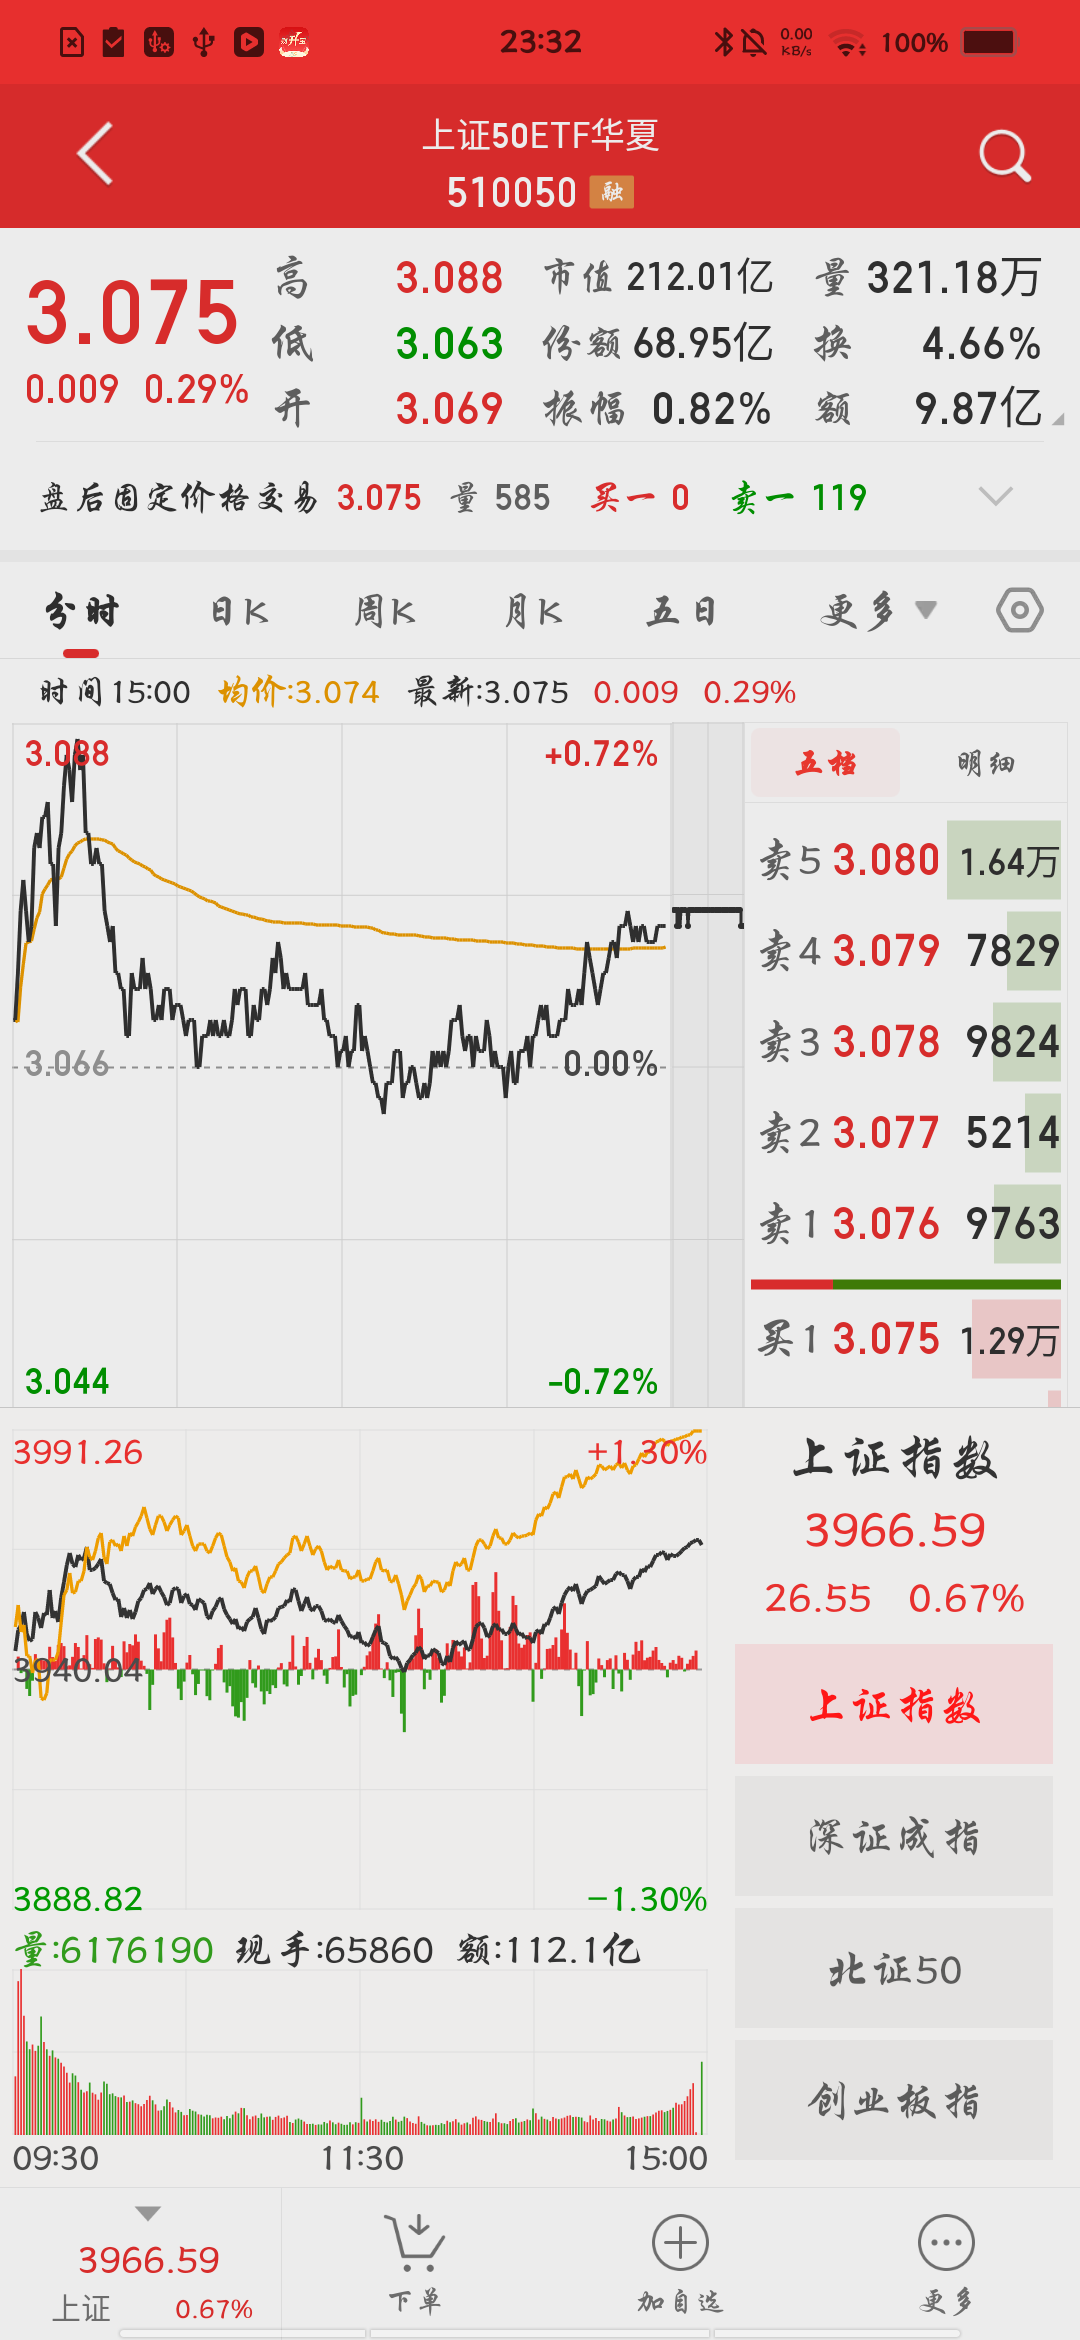 23:32 0.00 KB/s 100%
上证50ETF华夏
510050 融
3.075 高 3.088 市值 212.01亿 量 321.18万
低 3.063 份额 68.95亿 换 4.66%
0.009 0.29% 开 3.069 振幅 0.82% 额 9.87亿
盘后固定价格交易 3.075 量 585 买一 0 卖一 119
分时 日K 周K 月K 五日 更多
时间15:00 均价:3.074 最新:3.075 0.009 0.29%
3.088 +0.72% 五档 明细
卖5 3.080 1.64万
卖4 3.079 7829
卖3 3.078 9824
3.066 0.00%
卖2 3.077 5214
卖1 3.076 9763
买1 3.075 1.29万
3.044 -0.72%
3991.26 +1.30% 上证指数
3966.59
26.55 0.67%
3940.04
上证指数
深证成指
3888.82 -1.30%
量:6176190 现手:65860 额:112.1亿
北证50
创业板指
09:30 11:30 15:00
3966.59
上证 0.67% 下单 加自选 更多